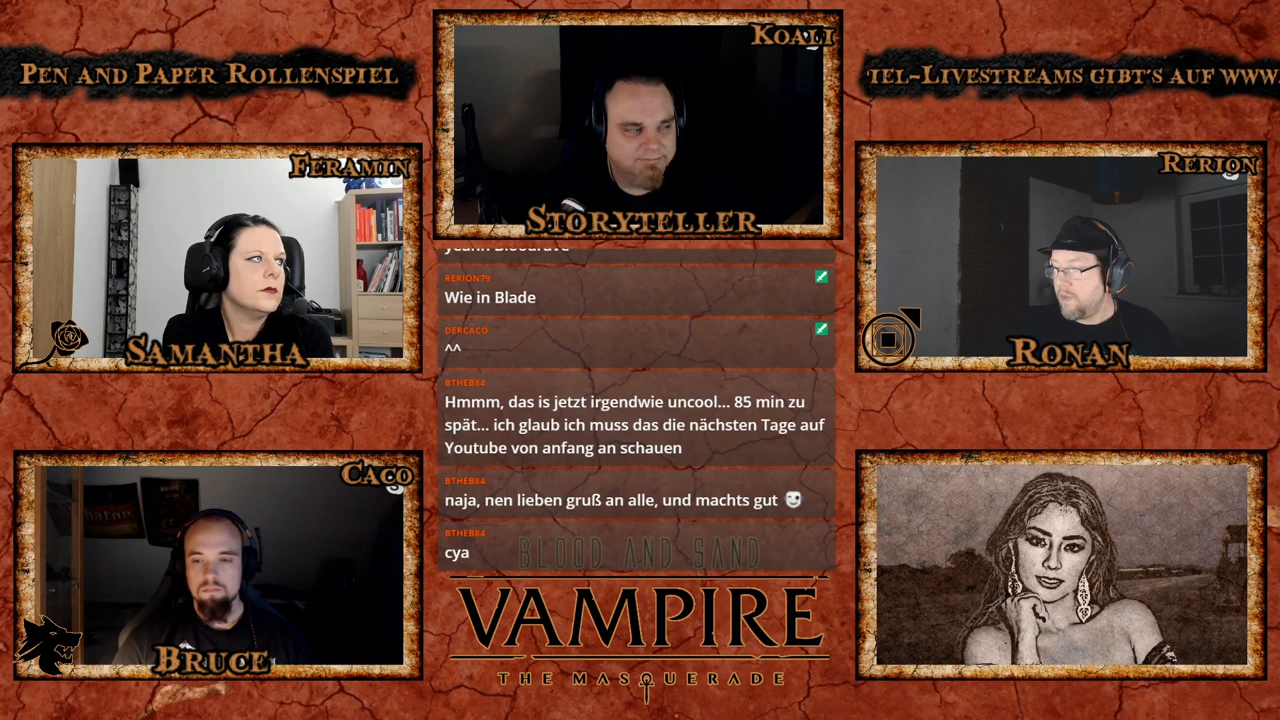 Koali
Pen and Paper Rollenspiel
iel-Livestreams gibt's auf www.
Feramin
Rerion
Storyteller
RERION79
Wie in Blade
DERCACO
^^
Samantha
Ronan
BTHEB84
Hmmm, das is jetzt irgendwie uncool... 85 min zu
spät... ich glaub ich muss das die nächsten Tage auf
Youtube von anfang an schauen
Caco
BTHEB84
naja, nen lieben gruß an alle, und machts gut
BTHEB84
cya
BLOOD AND SAND
VAMPIRE
THE MASQUERADE
Bruce